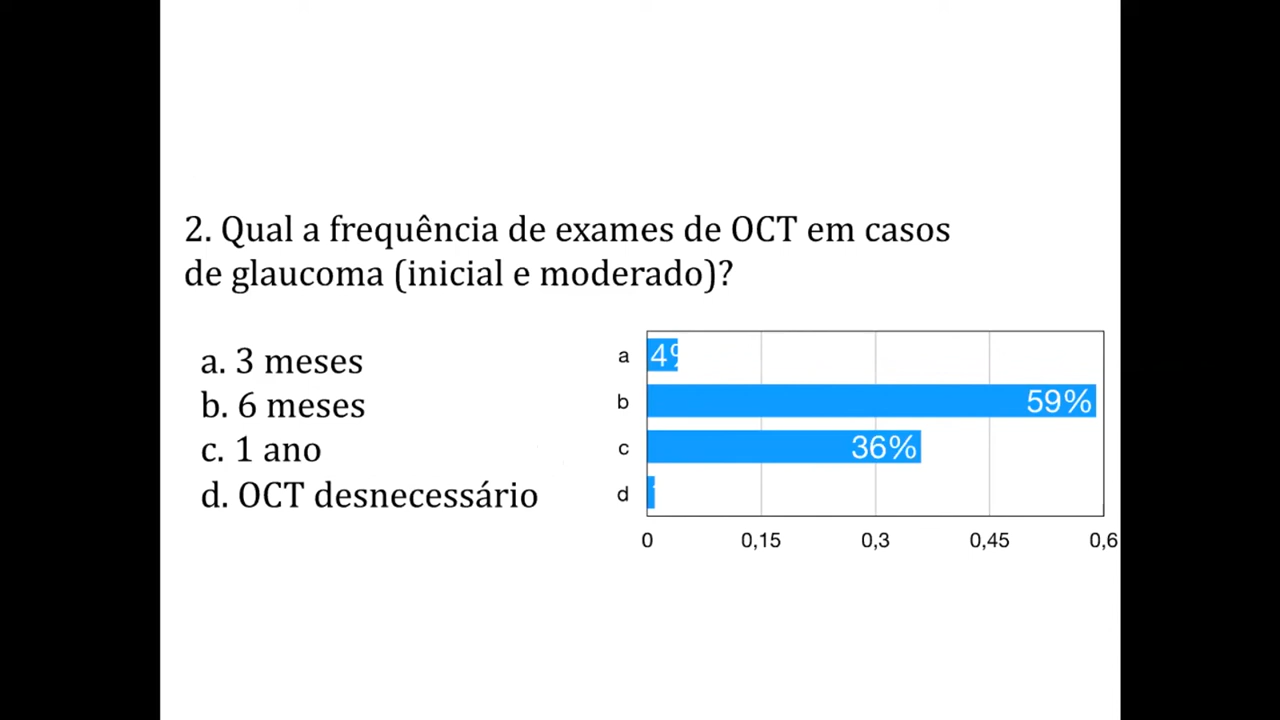 2. Qual a frequência de exames de OCT em casos
de glaucoma (inicial e moderado)?
a. 3 meses
b. 6 meses
c. 1 ano
d. OCT desnecessário
a
4%
b
59%
c
36%
d
0
0,15
0,3
0,45
0,6